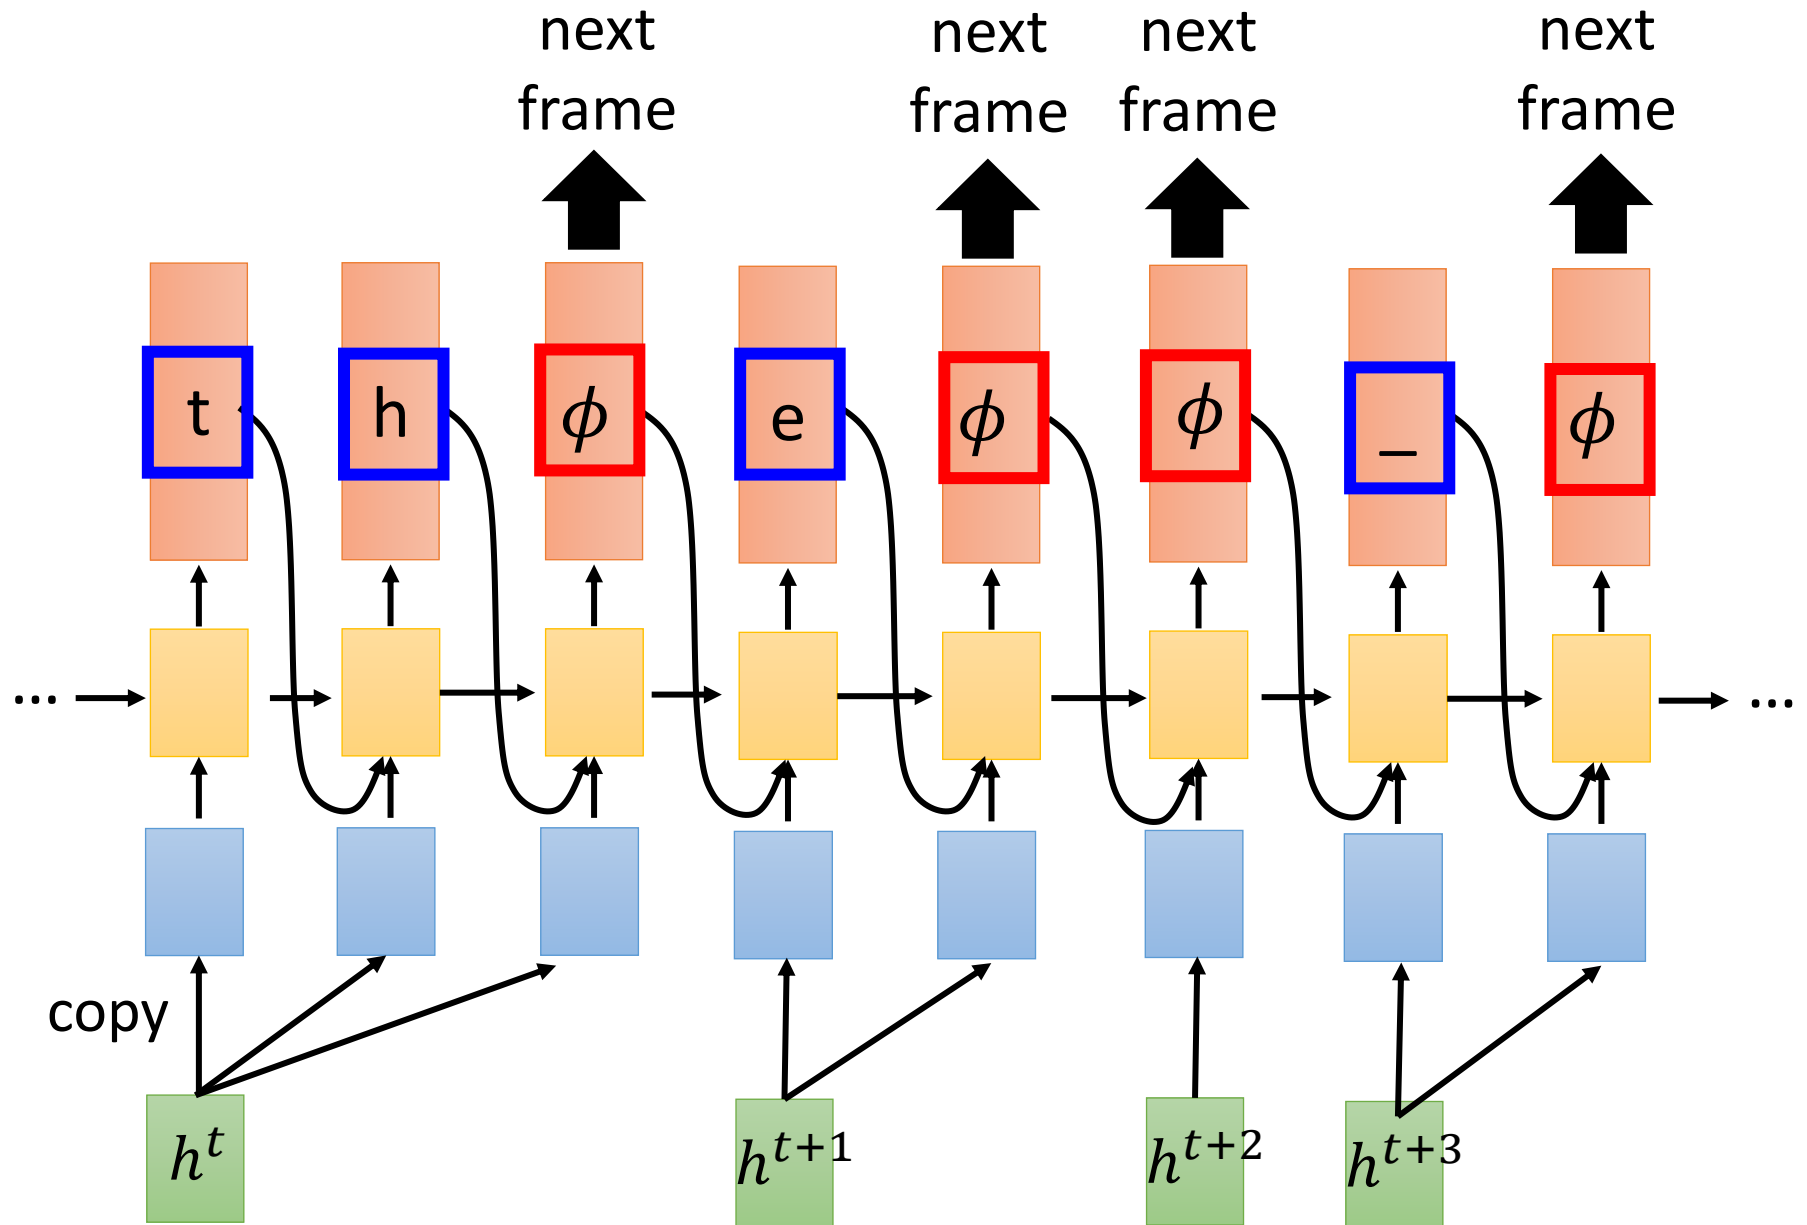 next frame
next frame
next frame
next frame
t
h
ϕ
e
ϕ
ϕ
_
ϕ
...
...
copy
h^t
h^{t+1}
h^{t+2}
h^{t+3}